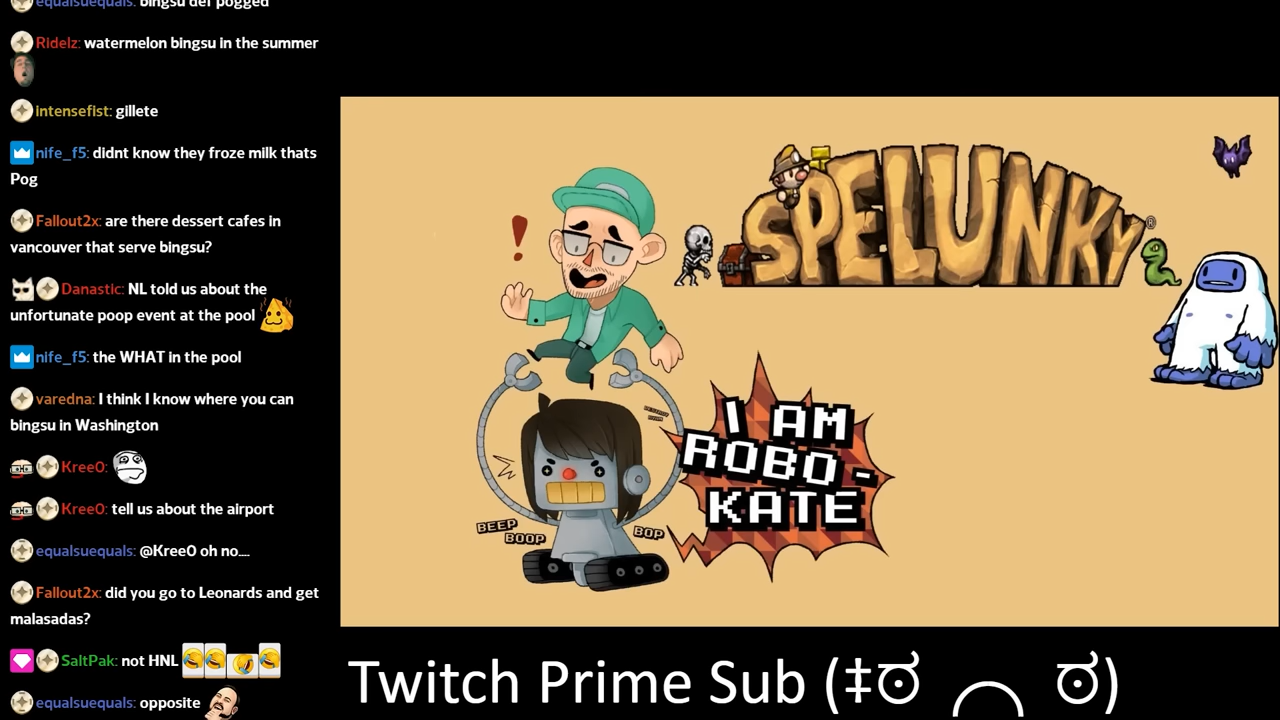 equalsuequals: bingsu def pogged
Ridelz: watermelon bingsu in the summer
intensefist: gillete
nife_f5: didnt know they froze milk thats
Pog
Fallout2x: are there dessert cafes in
vancouver that serve bingsu?
Danastic: NL told us about the
unfortunate poop event at the pool
nife_f5: the WHAT in the pool
varedna: I think I know where you can
bingsu in Washington
Kree0:
Kree0: tell us about the airport
equalsuequals: @Kree0 oh no....
Fallout2x: did you go to Leonards and get
malasadas?
SaltPak: not HNL
equalsuequals: opposite
!
SPELUNKY®
I AM
ROBO-
KATE
BEEP
BOOP
BOP
Twitch Prime Sub (‡ಠ ︵ ಠ)